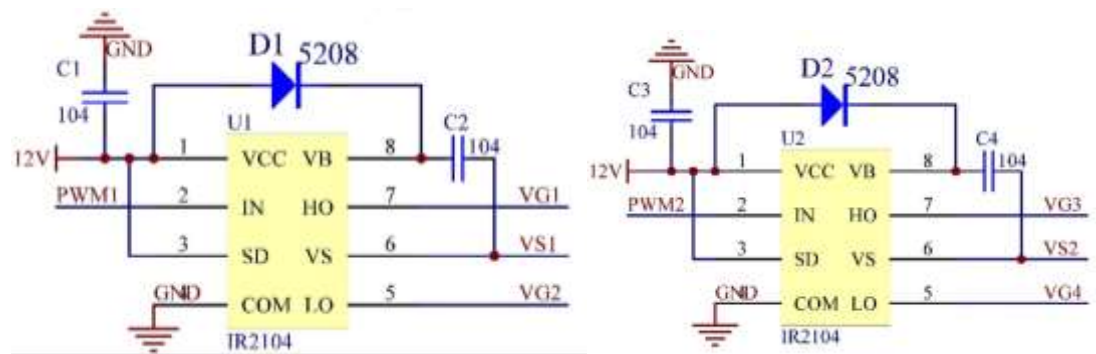 GND
D1 5208
C1
104
U1
C2
104
12V
1 VCC VB 8
PWM1 2 IN HO 7 VG1
3 SD VS 6 VS1
GND 4 COM LO 5 VG2
IR2104
GND
D2 5208
C3
104
U2
C4
104
12V
1 VCC VB 8
PWM2 2 IN HO 7 VG3
3 SD VS 6 VS2
GND 4 COM LO 5 VG4
IR2104